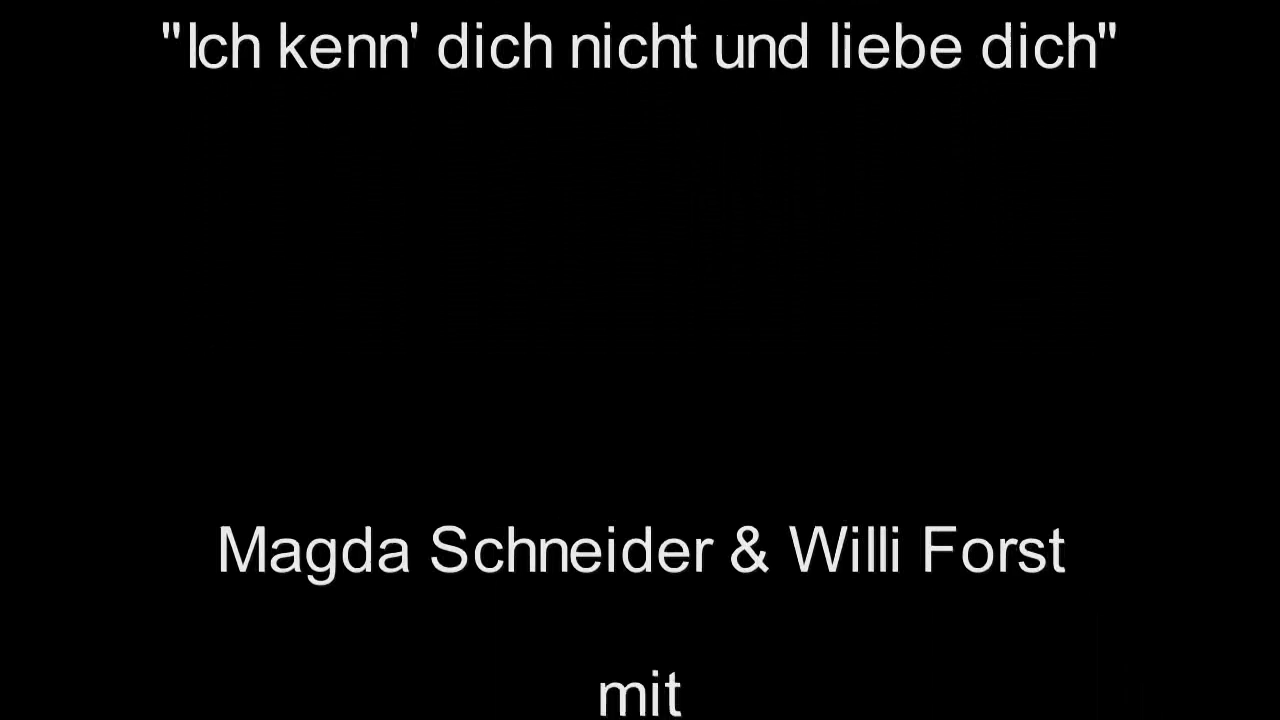 "Ich kenn' dich nicht und liebe dich"
Magda Schneider & Willi Forst
mit